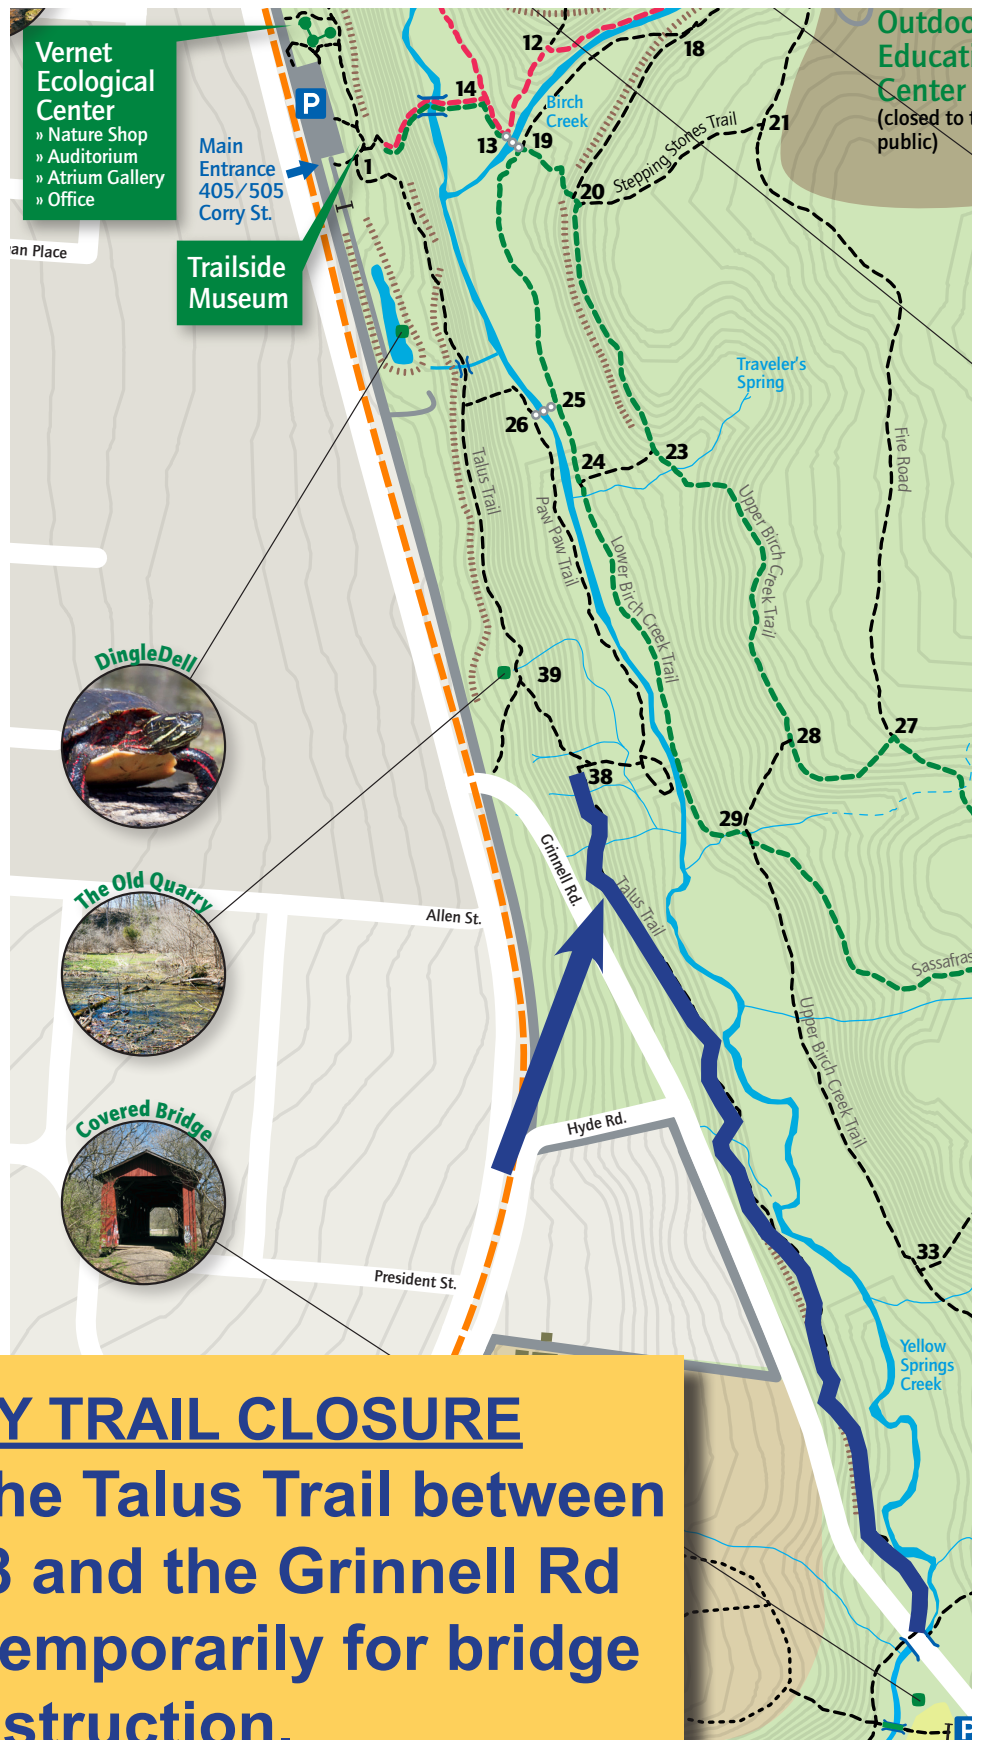 Vernet
Ecological
Center
» Nature Shop
» Auditorium
» Atrium Gallery
» Office
P
Main
Entrance
405/505
Corry St.
Trailside
Museum
an Place
Outdoo
Educati
Center
(closed to t
public)
12
18
14
Birch
Creek
13
19
21
Stepping Stones Trail
20
1
Traveler's
Spring
25
26
24
23
Fire Road
Talus Trail
Paw Paw Trail
Lower Birch Creek Trail
Upper Birch Creek Trail
39
38
28
27
29
DingleDell
The Old Quarry
Covered Bridge
Grinnell Rd.
Talus Trail
Allen St.
Sassafras
Upper Birch Creek Trail
Hyde Rd.
President St.
33
Yellow
Springs
Creek
Y TRAIL CLOSURE
he Talus Trail between
3 and the Grinnell Rd
emporarily for bridge
struction.
P